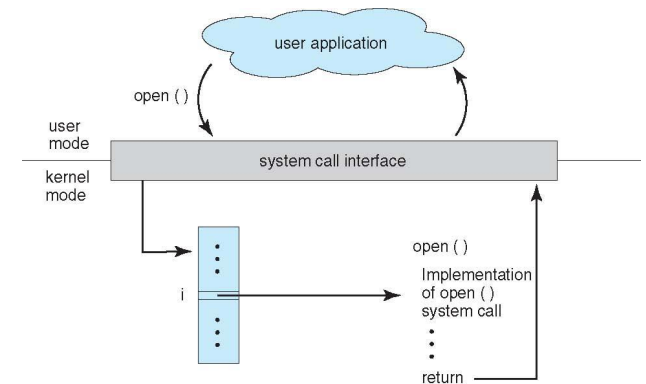 user application
open ( )
user
mode
system call interface
kernel
mode
open ( )
i
Implementation
of open ( )
system call
return